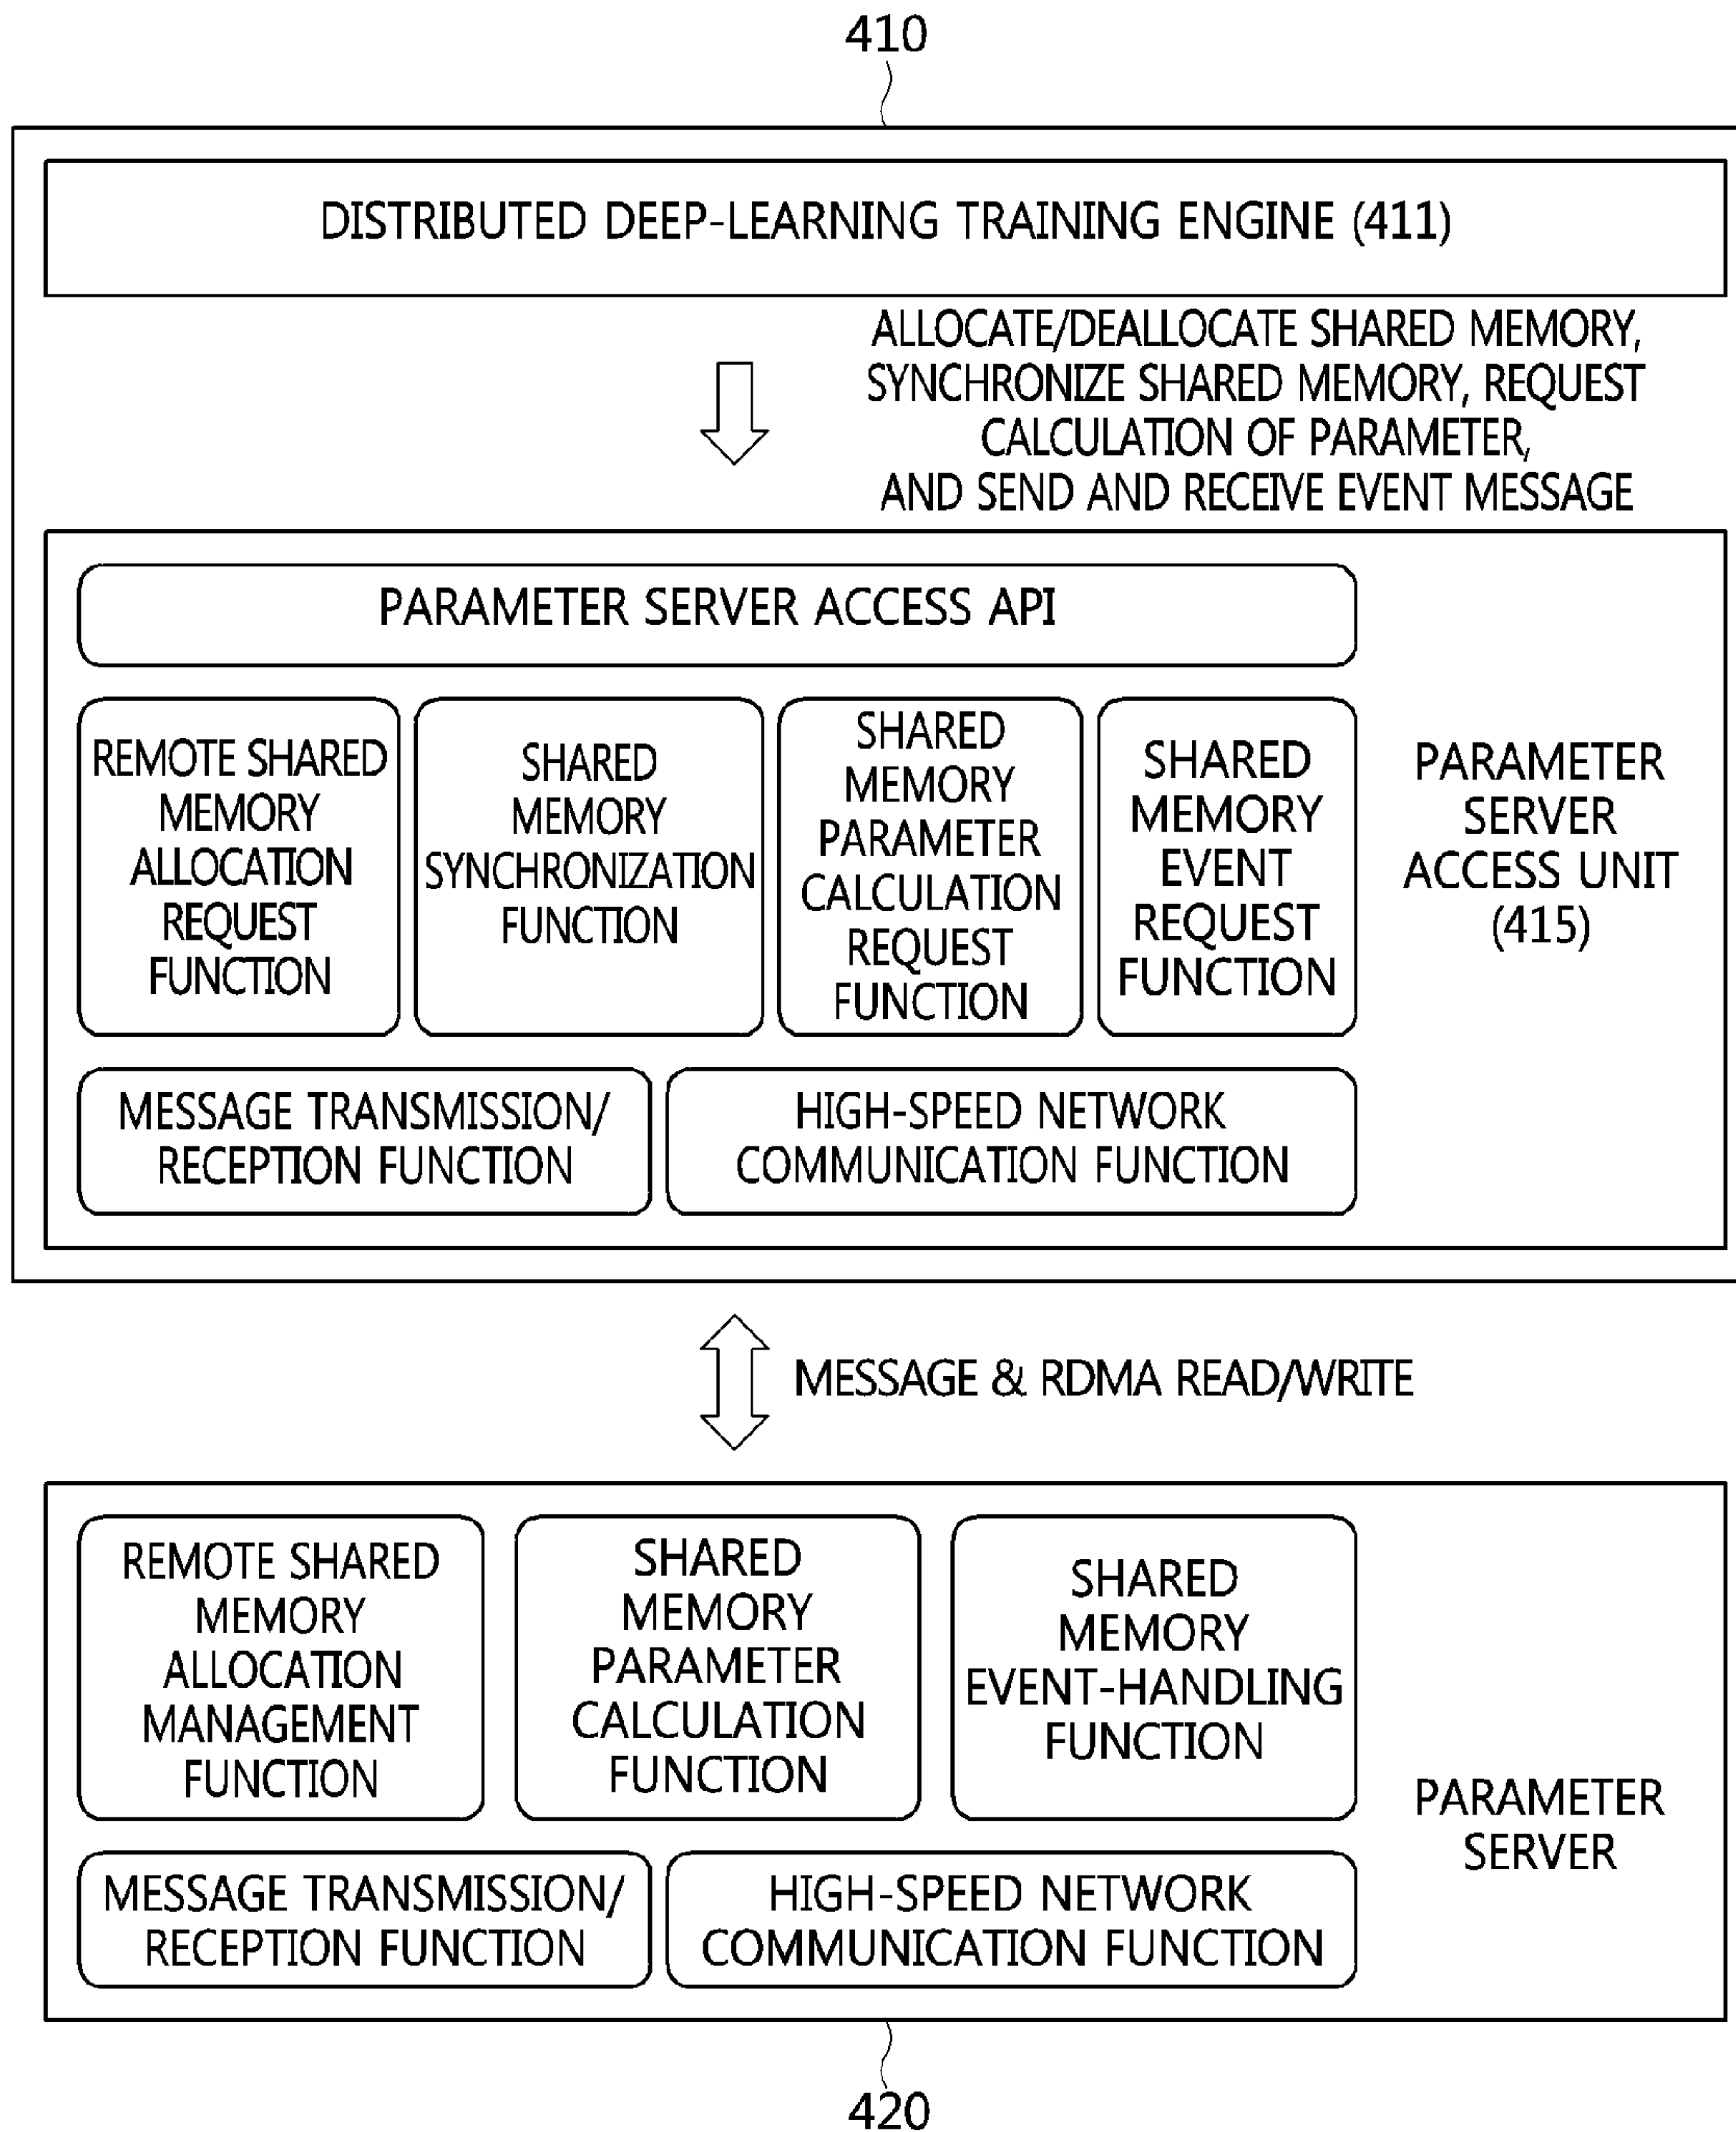 410
DISTRIBUTED DEEP-LEARNING TRAINING ENGINE (411)
ALLOCATE/DEALLOCATE SHARED MEMORY,
SYNCHRONIZE SHARED MEMORY, REQUEST
CALCULATION OF PARAMETER,
AND SEND AND RECEIVE EVENT MESSAGE
PARAMETER SERVER ACCESS API
REMOTE SHARED
MEMORY
ALLOCATION
REQUEST
FUNCTION
SHARED
MEMORY
SYNCHRONIZATION
FUNCTION
SHARED
MEMORY
PARAMETER
CALCULATION
REQUEST
FUNCTION
SHARED
MEMORY
EVENT
REQUEST
FUNCTION
PARAMETER
SERVER
ACCESS UNIT
(415)
MESSAGE TRANSMISSION/
RECEPTION FUNCTION
HIGH-SPEED NETWORK
COMMUNICATION FUNCTION
MESSAGE & RDMA READ/WRITE
REMOTE SHARED
MEMORY
ALLOCATION
MANAGEMENT
FUNCTION
SHARED
MEMORY
PARAMETER
CALCULATION
FUNCTION
SHARED
MEMORY
EVENT-HANDLING
FUNCTION
PARAMETER
SERVER
MESSAGE TRANSMISSION/
RECEPTION FUNCTION
HIGH-SPEED NETWORK
COMMUNICATION FUNCTION
420